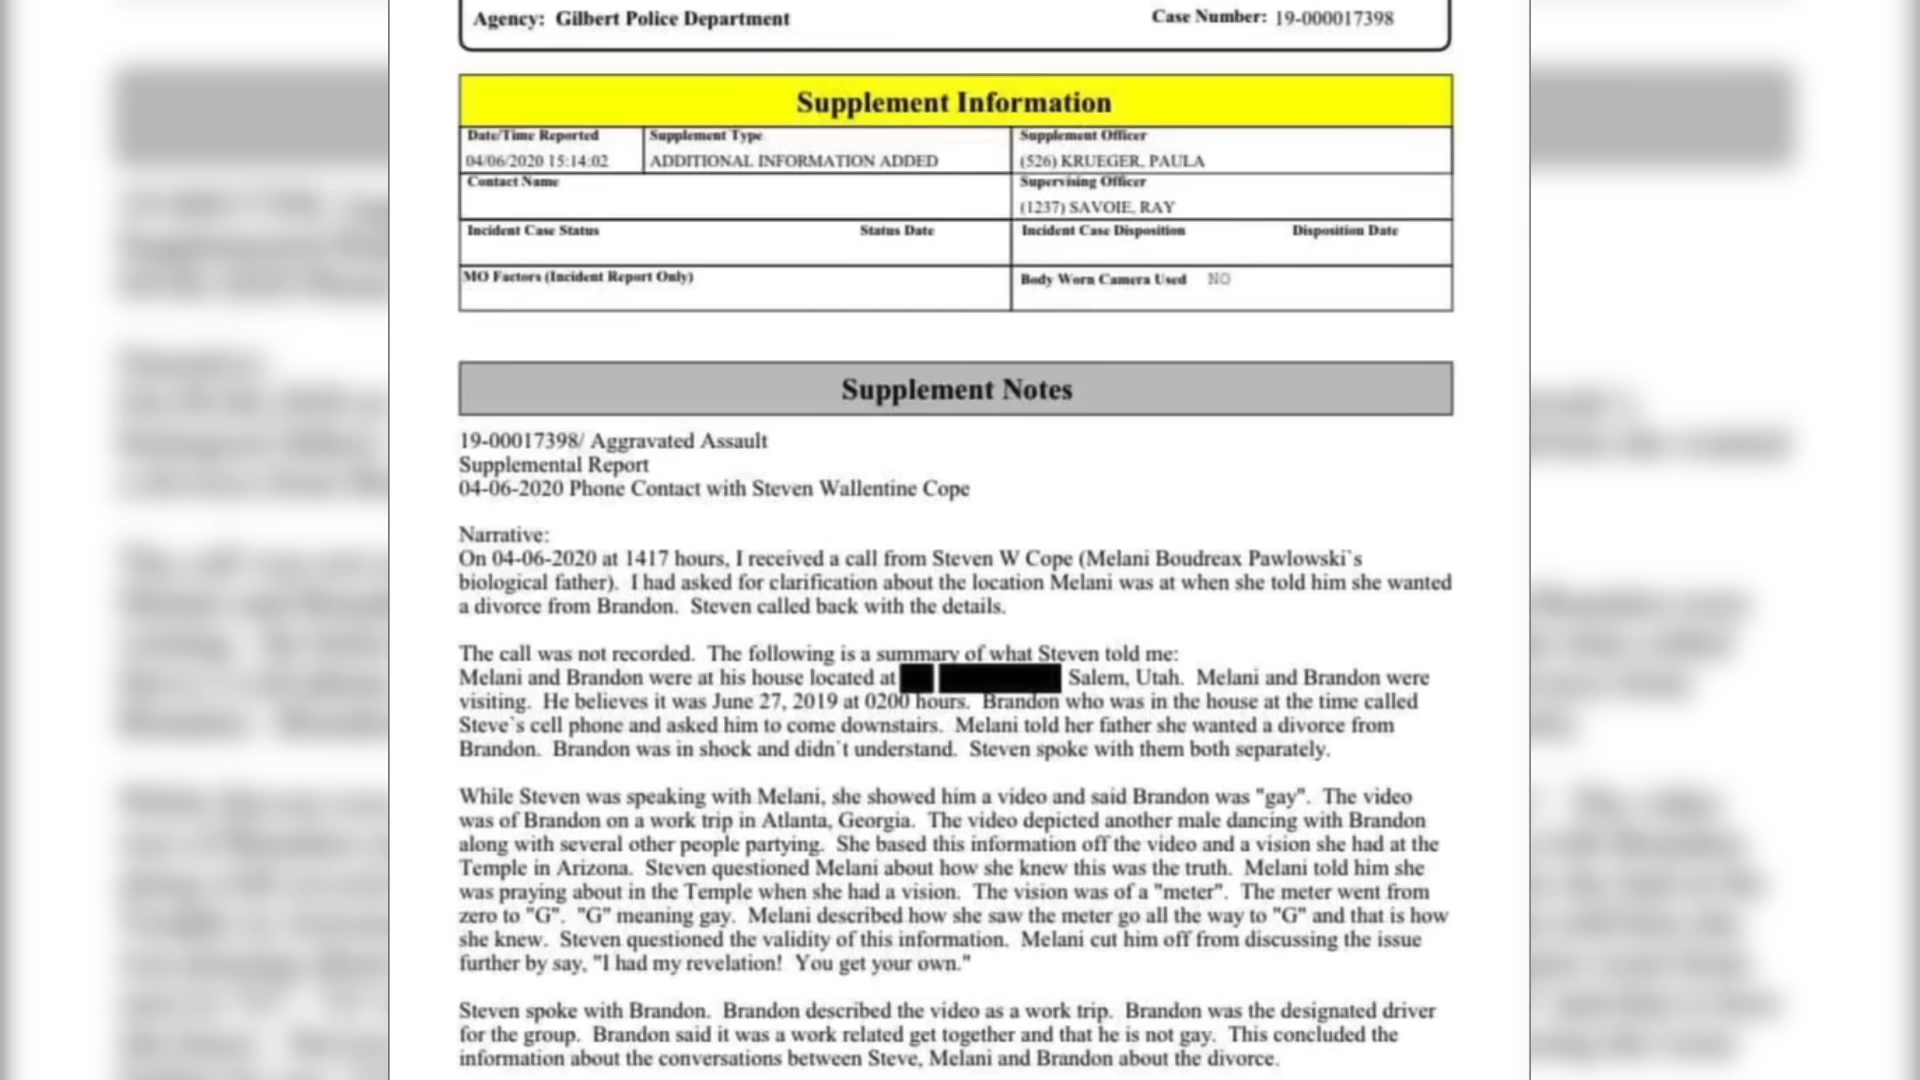 Agency: Gilbert Police Department Case Number: 19-000017398
Supplement Information
Date/Time Reported Supplement Type Supplement Officer
04/06/2020 15:14:02 ADDITIONAL INFORMATION ADDED (526) KRUEGER, PAULA
Contact Name Supervising Officer
(1237) SAVOIE, RAY
Incident Case Status Status Date Incident Case Disposition Disposition Date
MO Factors (Incident Report Only) Body Worn Camera Used NO
Supplement Notes
19-00017398/ Aggravated Assault
Supplemental Report
04-06-2020 Phone Contact with Steven Wallentine Cope
Narrative:
On 04-06-2020 at 1417 hours, I received a call from Steven W Cope (Melani Boudreax Pawlowski`s
biological father).  I had asked for clarification about the location Melani was at when she told him she wanted
a divorce from Brandon.  Steven called back with the details.
The call was not recorded.  The following is a summary of what Steven told me:
Melani and Brandon were at his house located at Salem, Utah.  Melani and Brandon were
visiting.  He believes it was June 27, 2019 at 0200 hours.  Brandon who was in the house at the time called
Steve`s cell phone and asked him to come downstairs.  Melani told her father she wanted a divorce from
Brandon.  Brandon was in shock and didn`t understand.  Steven spoke with them both separately.
While Steven was speaking with Melani, she showed him a video and said Brandon was "gay".  The video
was of Brandon on a work trip in Atlanta, Georgia.  The video depicted another male dancing with Brandon
along with several other people partying.  She based this information off the video and a vision she had at the
Temple in Arizona.  Steven questioned Melani about how she knew this was the truth.  Melani told him she
was praying about in the Temple when she had a vision.  The vision was of a "meter".  The meter went from
zero to "G".  "G" meaning gay.  Melani described how she saw the meter go all the way to "G" and that is how
she knew.  Steven questioned the validity of this information.  Melani cut him off from discussing the issue
further by say, "I had my revelation!  You get your own."
Steven spoke with Brandon.  Brandon described the video as a work trip.  Brandon was the designated driver
for the group.  Brandon said it was a work related get together and that he is not gay.  This concluded the
information about the conversations between Steve, Melani and Brandon about the divorce.